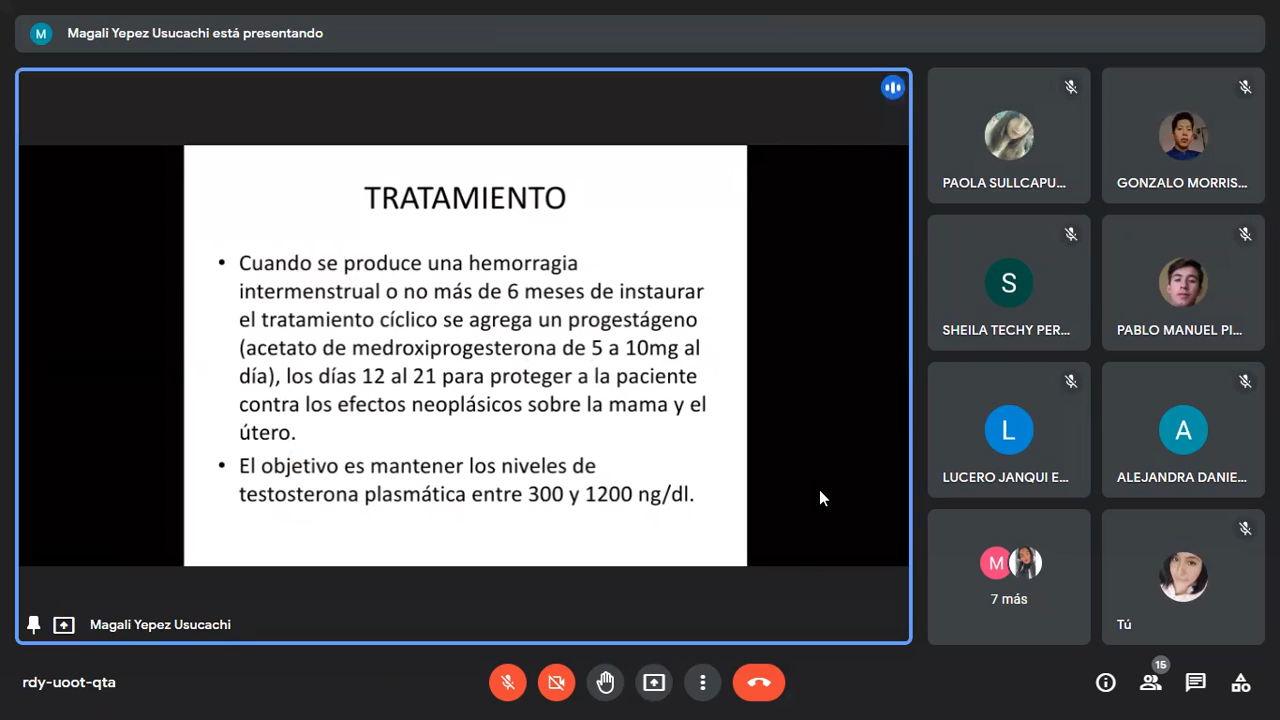 M
Magali Yepez Usucachi está presentando
TRATAMIENTO
• Cuando se produce una hemorragia
intermenstrual o no más de 6 meses de instaurar
el tratamiento cíclico se agrega un progestágeno
(acetato de medroxiprogesterona de 5 a 10mg al
día), los días 12 al 21 para proteger a la paciente
contra los efectos neoplásicos sobre la mama y el
útero.
• El objetivo es mantener los niveles de
testosterona plasmática entre 300 y 1200 ng/dl.
Magali Yepez Usucachi
PAOLA SULLCAPU...
GONZALO MORRIS...
S
SHEILA TECHY PER...
PABLO MANUEL PI...
L
LUCERO JANQUI E...
A
ALEJANDRA DANIE...
M
7 más
Tú
rdy-uoot-qta
15